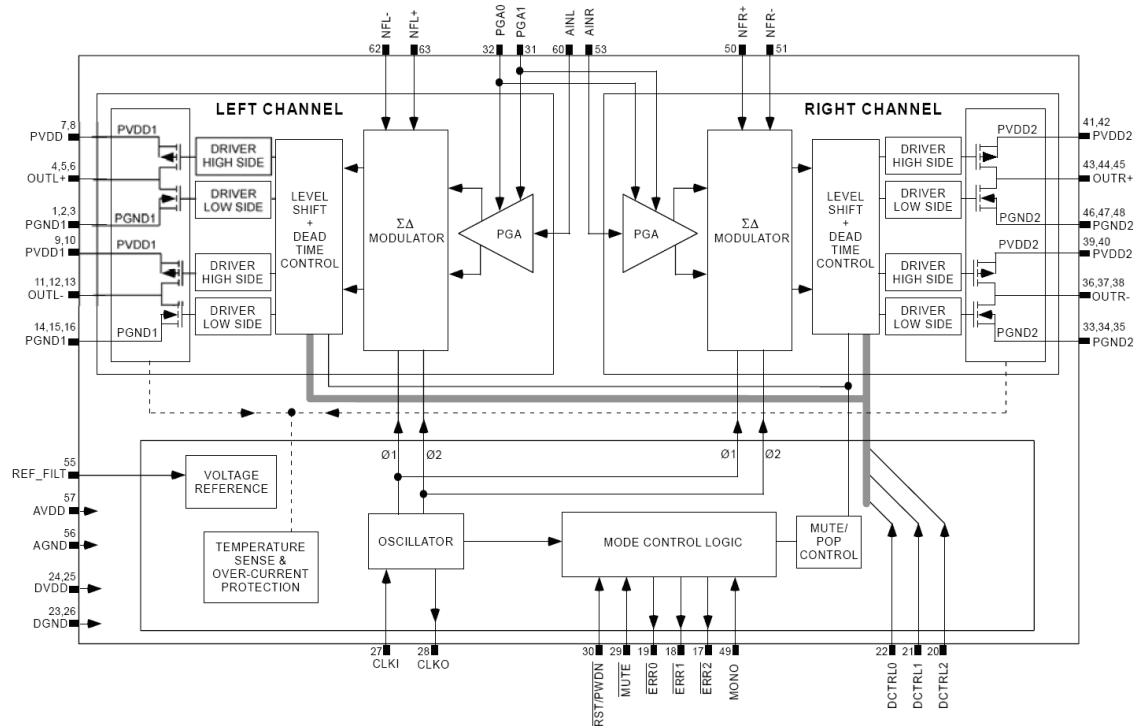 NFL-
NFL+
PGA0
PGA1
AINL
AINR
NFR+
NFR-
62
63
32
31
60
53
50
51
LEFT CHANNEL
RIGHT CHANNEL
7,8
PVDD
4,5,6
OUTL+
1,2,3
PGND1
9,10
PVDD1
11,12,13
OUTL-
14,15,16
PGND1
PVDD1
PGND1
PVDD1
PGND1
DRIVER
HIGH SIDE
DRIVER
LOW SIDE
DRIVER
HIGH SIDE
DRIVER
LOW SIDE
LEVEL
SHIFT
+
DEAD
TIME
CONTROL
ΣΔ
MODULATOR
PGA
PGA
ΣΔ
MODULATOR
LEVEL
SHIFT
+
DEAD
TIME
CONTROL
DRIVER
HIGH SIDE
DRIVER
LOW SIDE
DRIVER
HIGH SIDE
DRIVER
LOW SIDE
PVDD2
PGND2
PVDD2
PGND2
41,42
PVDD2
43,44,45
OUTR+
46,47,48
PGND2
39,40
PVDD2
36,37,38
OUTR-
33,34,35
PGND2
Ø1
Ø2
Ø1
Ø2
55
REF_FILT
57
AVDD
56
AGND
24,25
DVDD
23,26
DGND
VOLTAGE
REFERENCE
TEMPERATURE
SENSE &
OVER-CURRENT
PROTECTION
OSCILLATOR
MODE CONTROL LOGIC
MUTE/
POP
CONTROL
27
CLKI
28
CLKO
30
RST/PWDN
29
MUTE
19
ERR0
18
ERR1
17
ERR2
49
MONO
22
DCTRL0
21
DCTRL1
20
DCTRL2